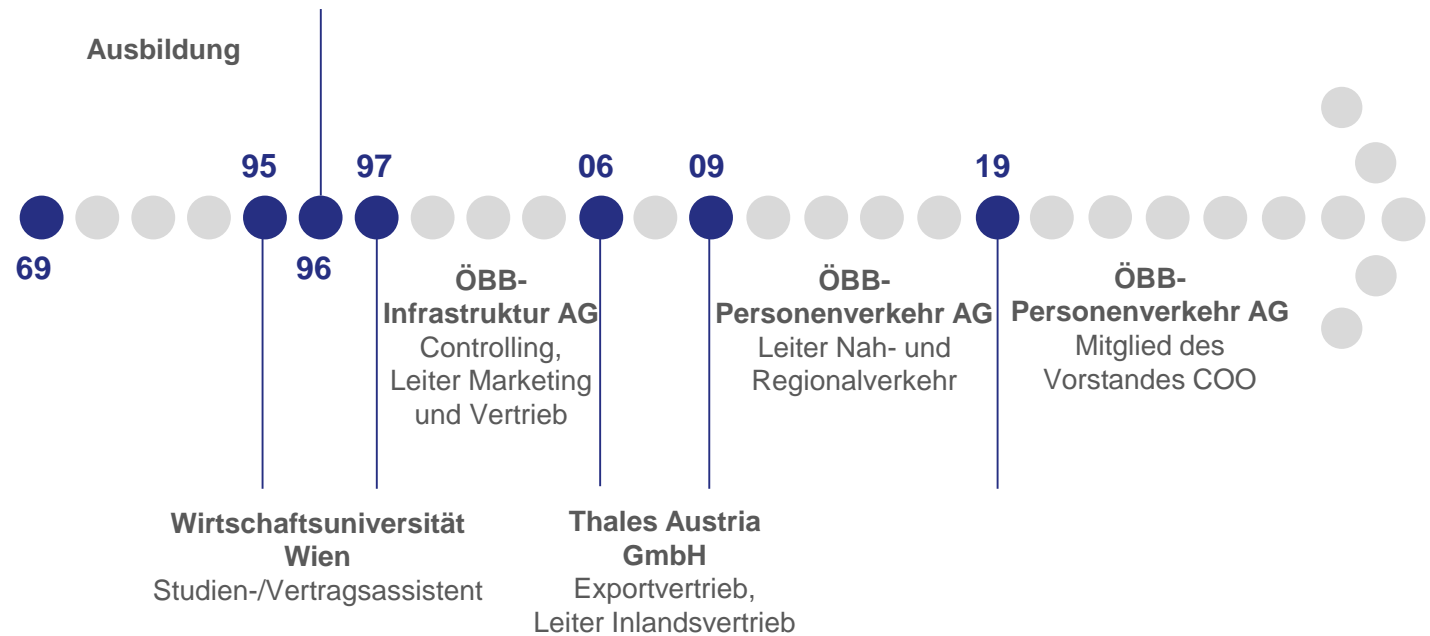 Ausbildung
95
97
06
09
19
69
96
ÖBB-
Infrastruktur AG
Controlling,
Leiter Marketing
und Vertrieb
ÖBB-
Personenverkehr AG
Leiter Nah- und
Regionalverkehr
ÖBB-
Personenverkehr AG
Mitglied des
Vorstandes COO
Wirtschaftsuniversität
Wien
Studien-/Vertragsassistent
Thales Austria
GmbH
Exportvertrieb,
Leiter Inlandsvertrieb